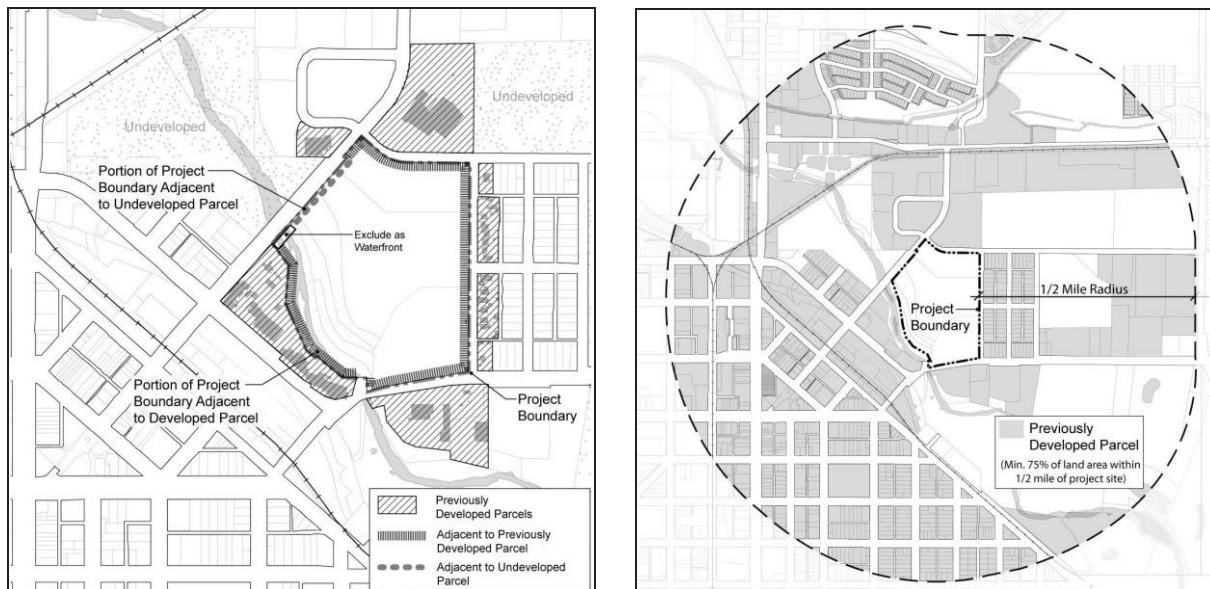 Undeveloped
Undeveloped
Portion of Project
Boundary Adjacent
to Undeveloped Parcel
Exclude as
Waterfront
Portion of Project
Boundary Adjacent
to Developed Parcel
Project
Boundary
Previously
Developed Parcels
Adjacent to Previously
Developed Parcel
Adjacent to Undeveloped
Parcel
1/2 Mile Radius
Project
Boundary
Previously
Developed Parcel
(Min. 75% of land area within
1/2 mile of project site)